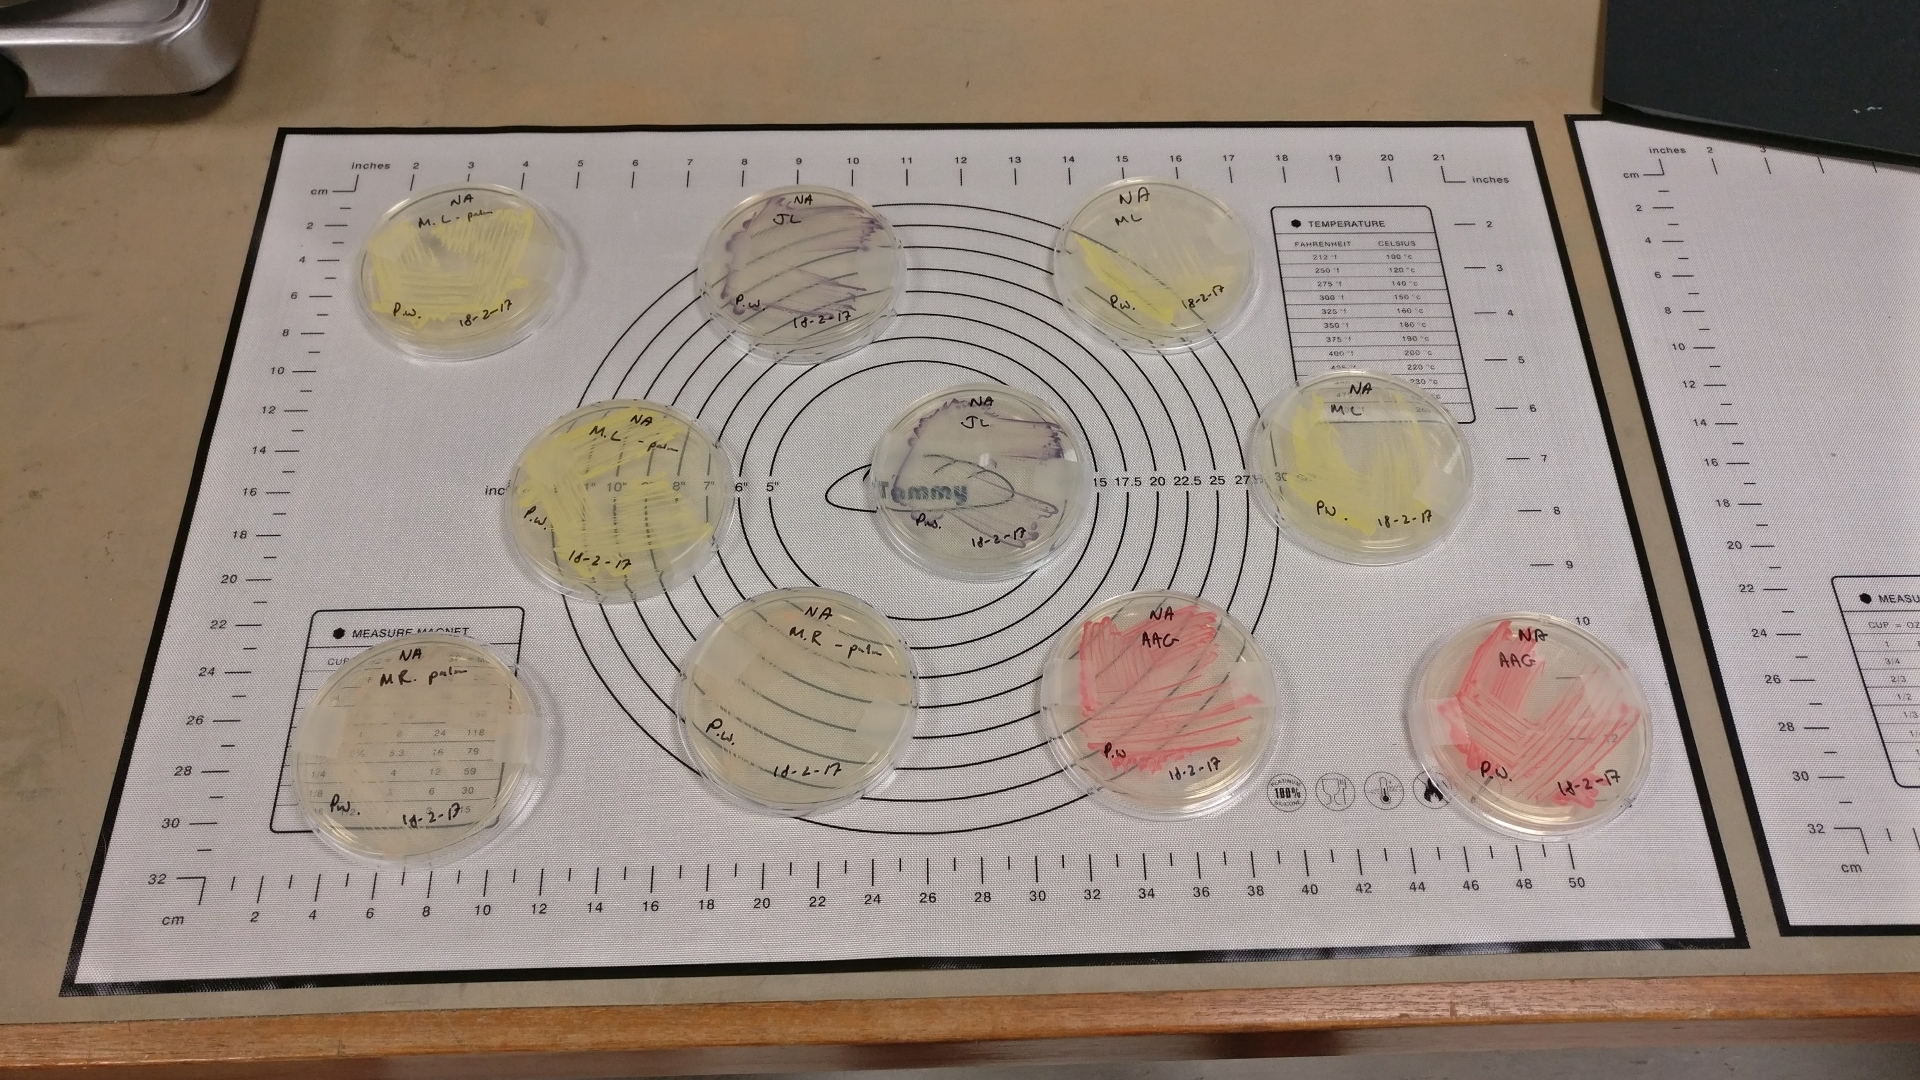 inches 2 3 4 5 6 7 8 9 10 11 12 13 14 15 16 17 18 19 20 21 inches
cm
2
4
6
8
10
12
14
16
18
20
22
24
26
28
30
32
cm
NA
M.L - palm
P.W.
18-2-17
NA
JL
P.W.
18-2-17
NA
ML
P.W.
18-2-17
TEMPERATURE
FAHRENHEIT CELSIUS
212 °f 100 °c
250 °f 120 °c
275 °f 140 °c
300 °f 150 °c
325 °f 160 °c
350 °f 180 °c
375 °f 190 °c
400 °f 200 °c
220 °c
230 °c
2
3
4
5
6
7
8
9
10
12
NA
M.L - palm
P.W.
18-2-17
10" 8" 7" 6" 5"
NA
JL
Tommy
P.W.
18-2-17
15 17.5 20 22.5 25 27.5 30
NA
M.L
P.W.
18-2-17
MEASURE MAGNET
CUP
NA
MR. palm
1 8 24 118
5.3 16 79
1/4 4 12 59
1/8 6 30
P.W.
18-2-17
NA
M.R - palm
P.W.
18-2-17
NA
AAG
P.W
18-2-17
NA
AAG
P.W.
18-2-17
PLATINUM
100%
SILICONE
2 4 6 8 10 12 14 16 18 20 22 24 26 28 30 32 34 36 38 40 42 44 46 48 50
inches 2 3
cm
2
4
6
8
10
12
14
16
18
20
22
24
26
28
30
32
cm
MEASU
CUP = OZ
1
3/4
2/3
1/2
1/3